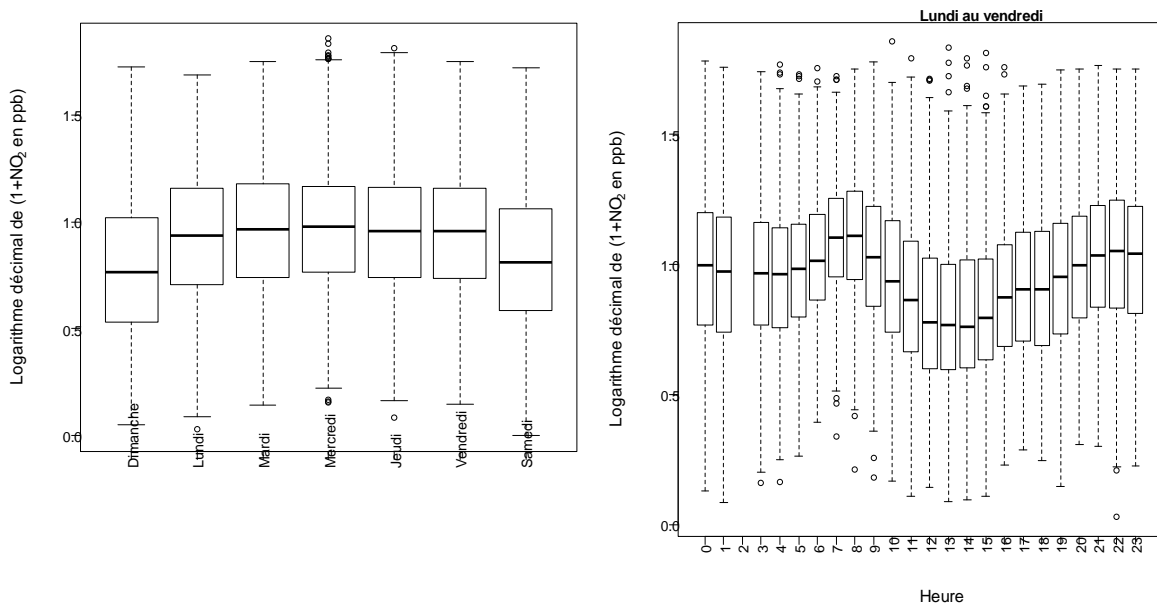 Logarithme décimal de (1+NO2 en ppb)
1.5
1.0
0.5
0.0
Dimanche
Lundi
Mardi
Mercredi
Jeudi
Vendredi
Samedi
Lundi au vendredi
Logarithme décimal de (1+NO2 en ppb)
1.5
1.0
0.5
0.0
0 1 2 3 4 5 6 7 8 9 10 11 12 13 14 15 16 17 18 19 20 21 22 23
Heure